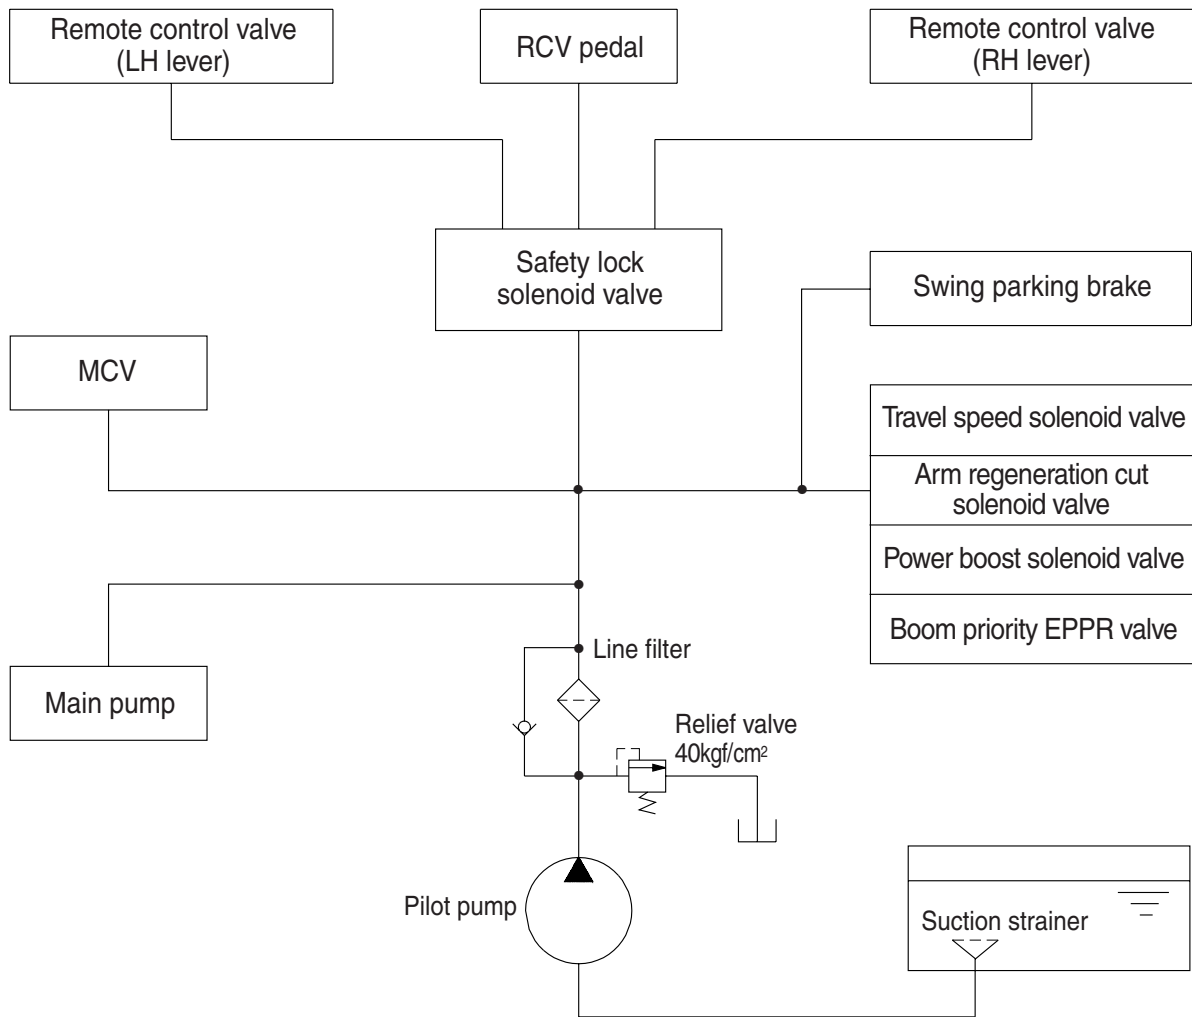 Remote control valve
(LH lever)
RCV pedal
Remote control valve
(RH lever)
Safety lock
solenoid valve
Swing parking brake
MCV
Travel speed solenoid valve
Arm regeneration cut
solenoid valve
Power boost solenoid valve
Boom priority EPPR valve
Line filter
Main pump
Relief valve
40kgf/cm²
Pilot pump
Suction strainer